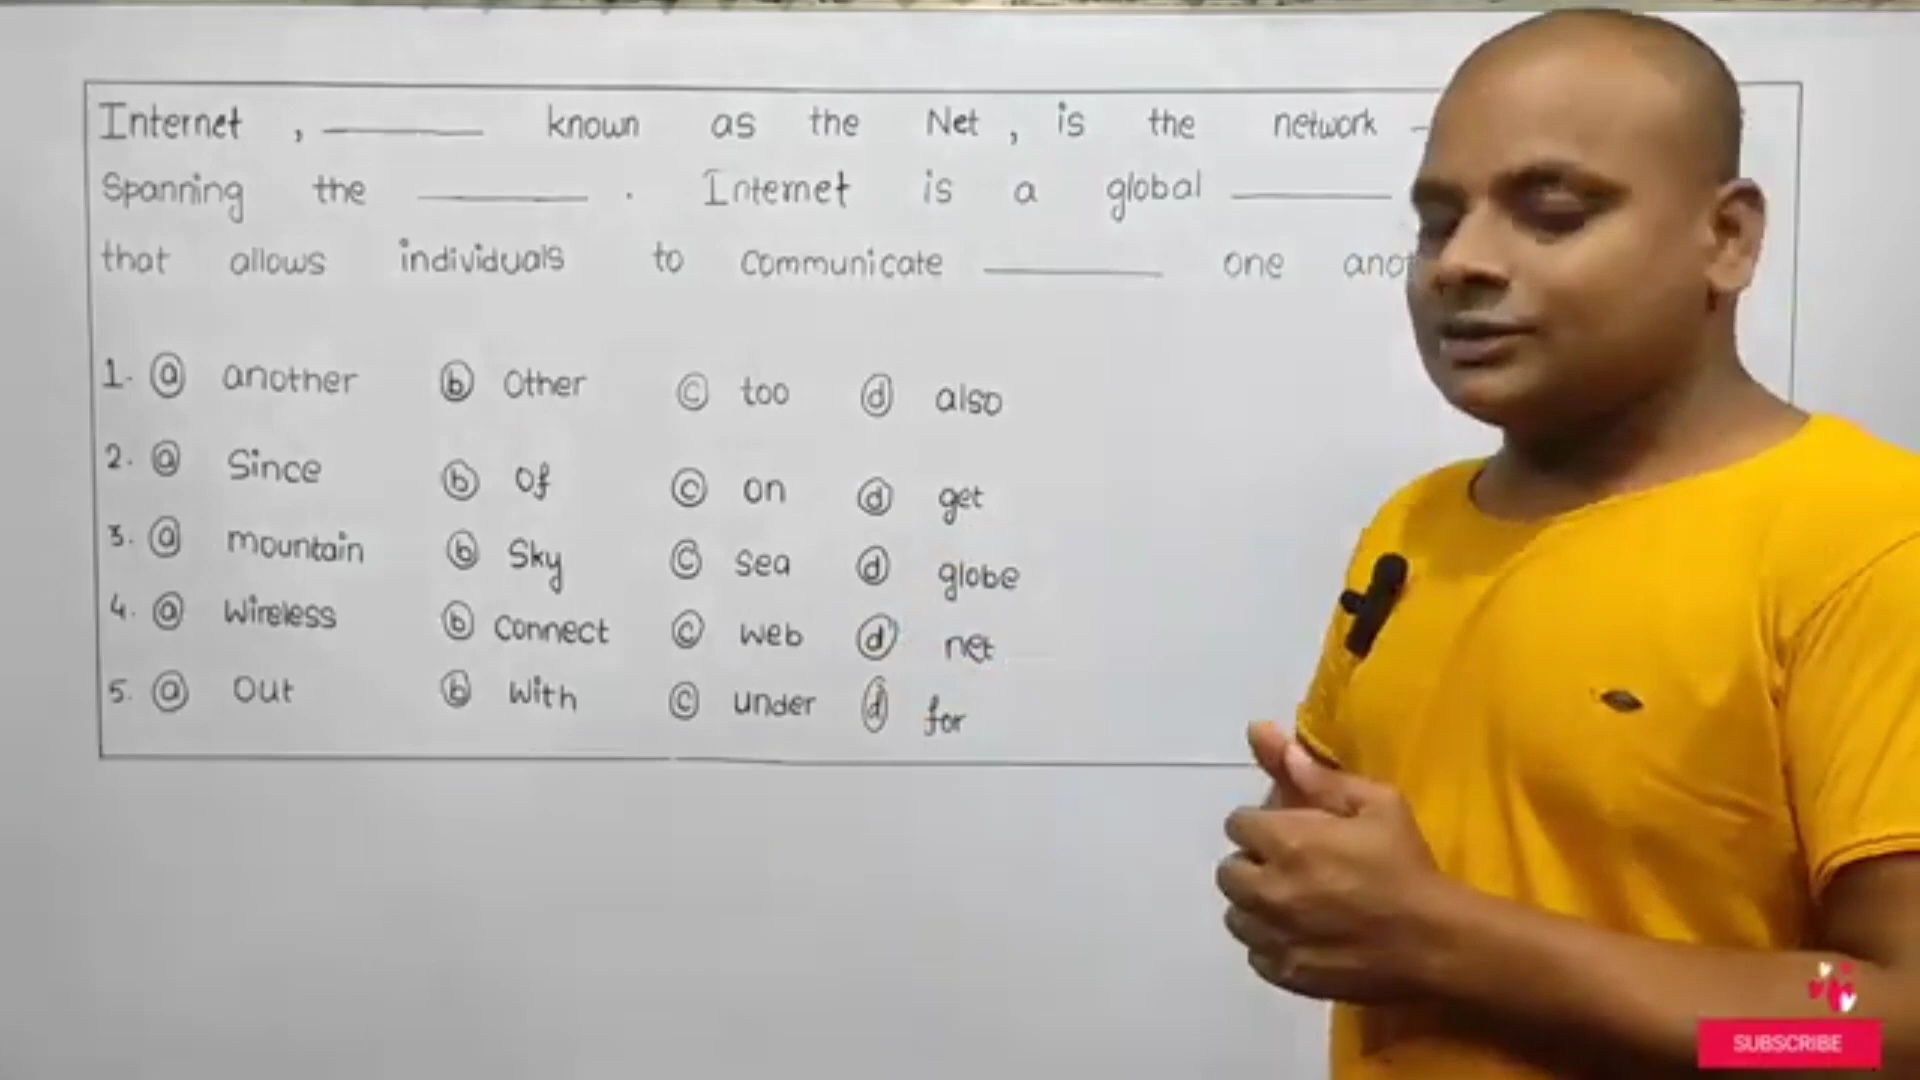 Internet , ________ known as the Net , is the network
Spanning the ________ . Internet is a global ________
that allows individuals to communicate ________ one
1. ⓐ another ⓑ Other ⓒ too ⓓ also
2. ⓐ Since ⓑ Of ⓒ on ⓓ get
3. ⓐ mountain ⓑ Sky ⓒ sea ⓓ globe
4. ⓐ Wireless ⓑ Connect ⓒ web ⓓ net
5. ⓐ Out ⓑ With ⓒ under ⓓ for
SUBSCRIBE